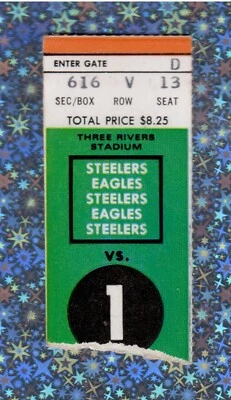 ENTER GATE D
616 V 13
SEC/BOX ROW SEAT
TOTAL PRICE $8.25
THREE RIVERS
STADIUM
STEELERS
EAGLES
STEELERS
EAGLES
STEELERS
VS.
1